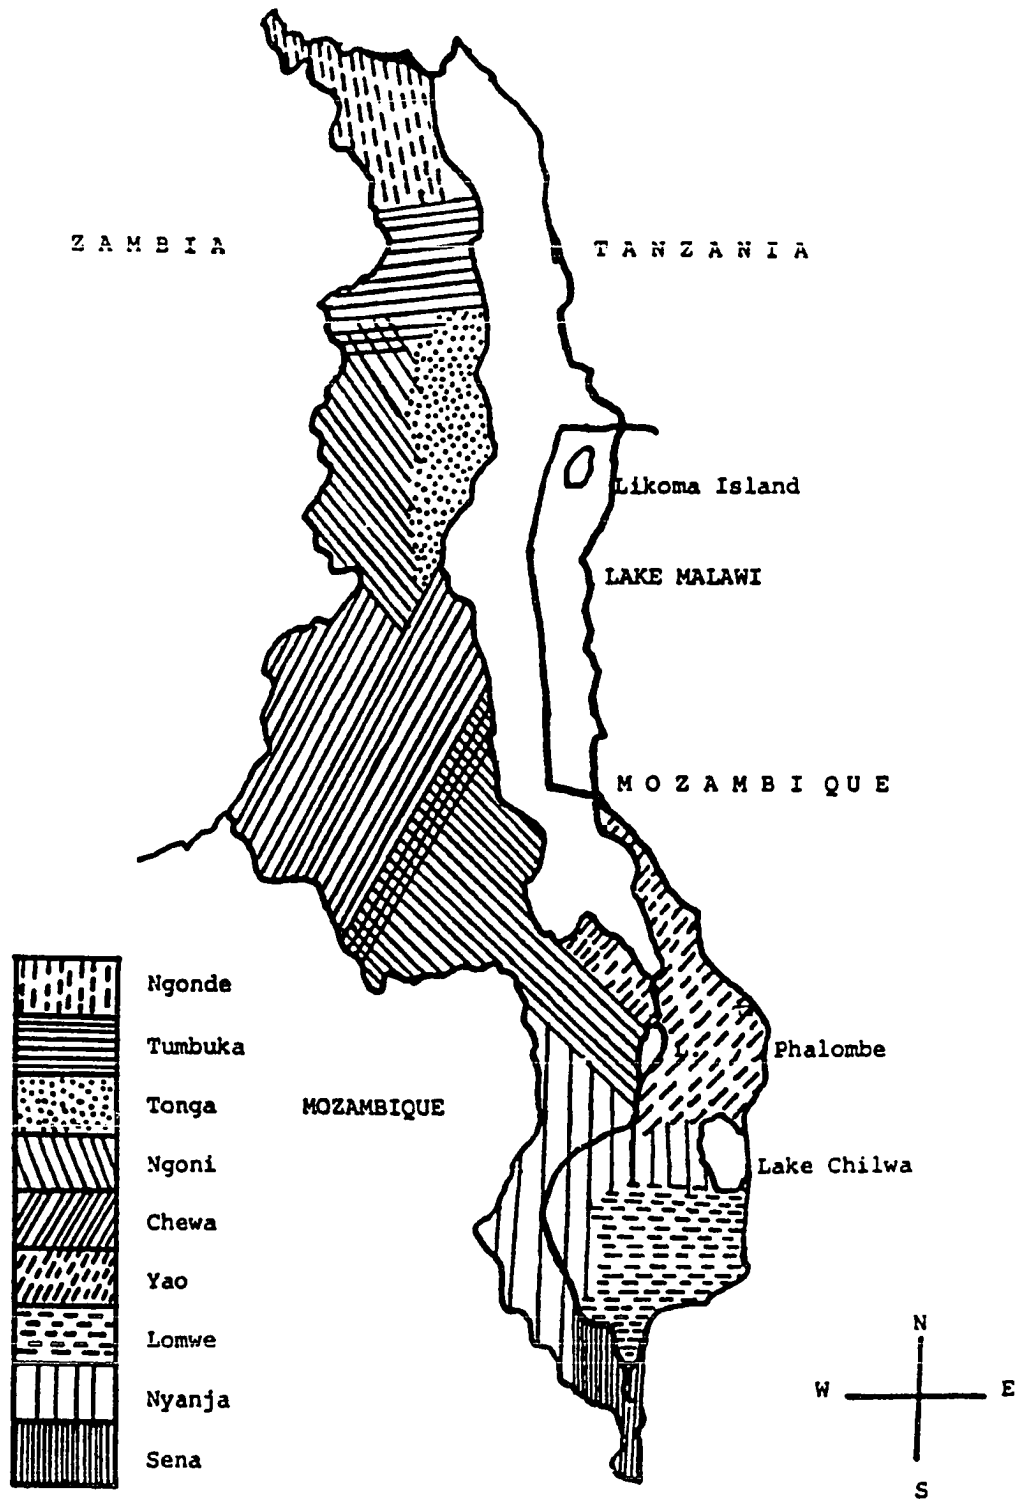 ZAMBIA
TANZANIA
Likoma Island
LAKE MALAWI
MOZAMBIQUE
Ngonde
Tumbuka
Tonga
Ngoni
Chewa
Yao
Lomwe
Nyanja
Sena
MOZAMBIQUE
Phalombe
Lake Chilwa
N
W
E
S